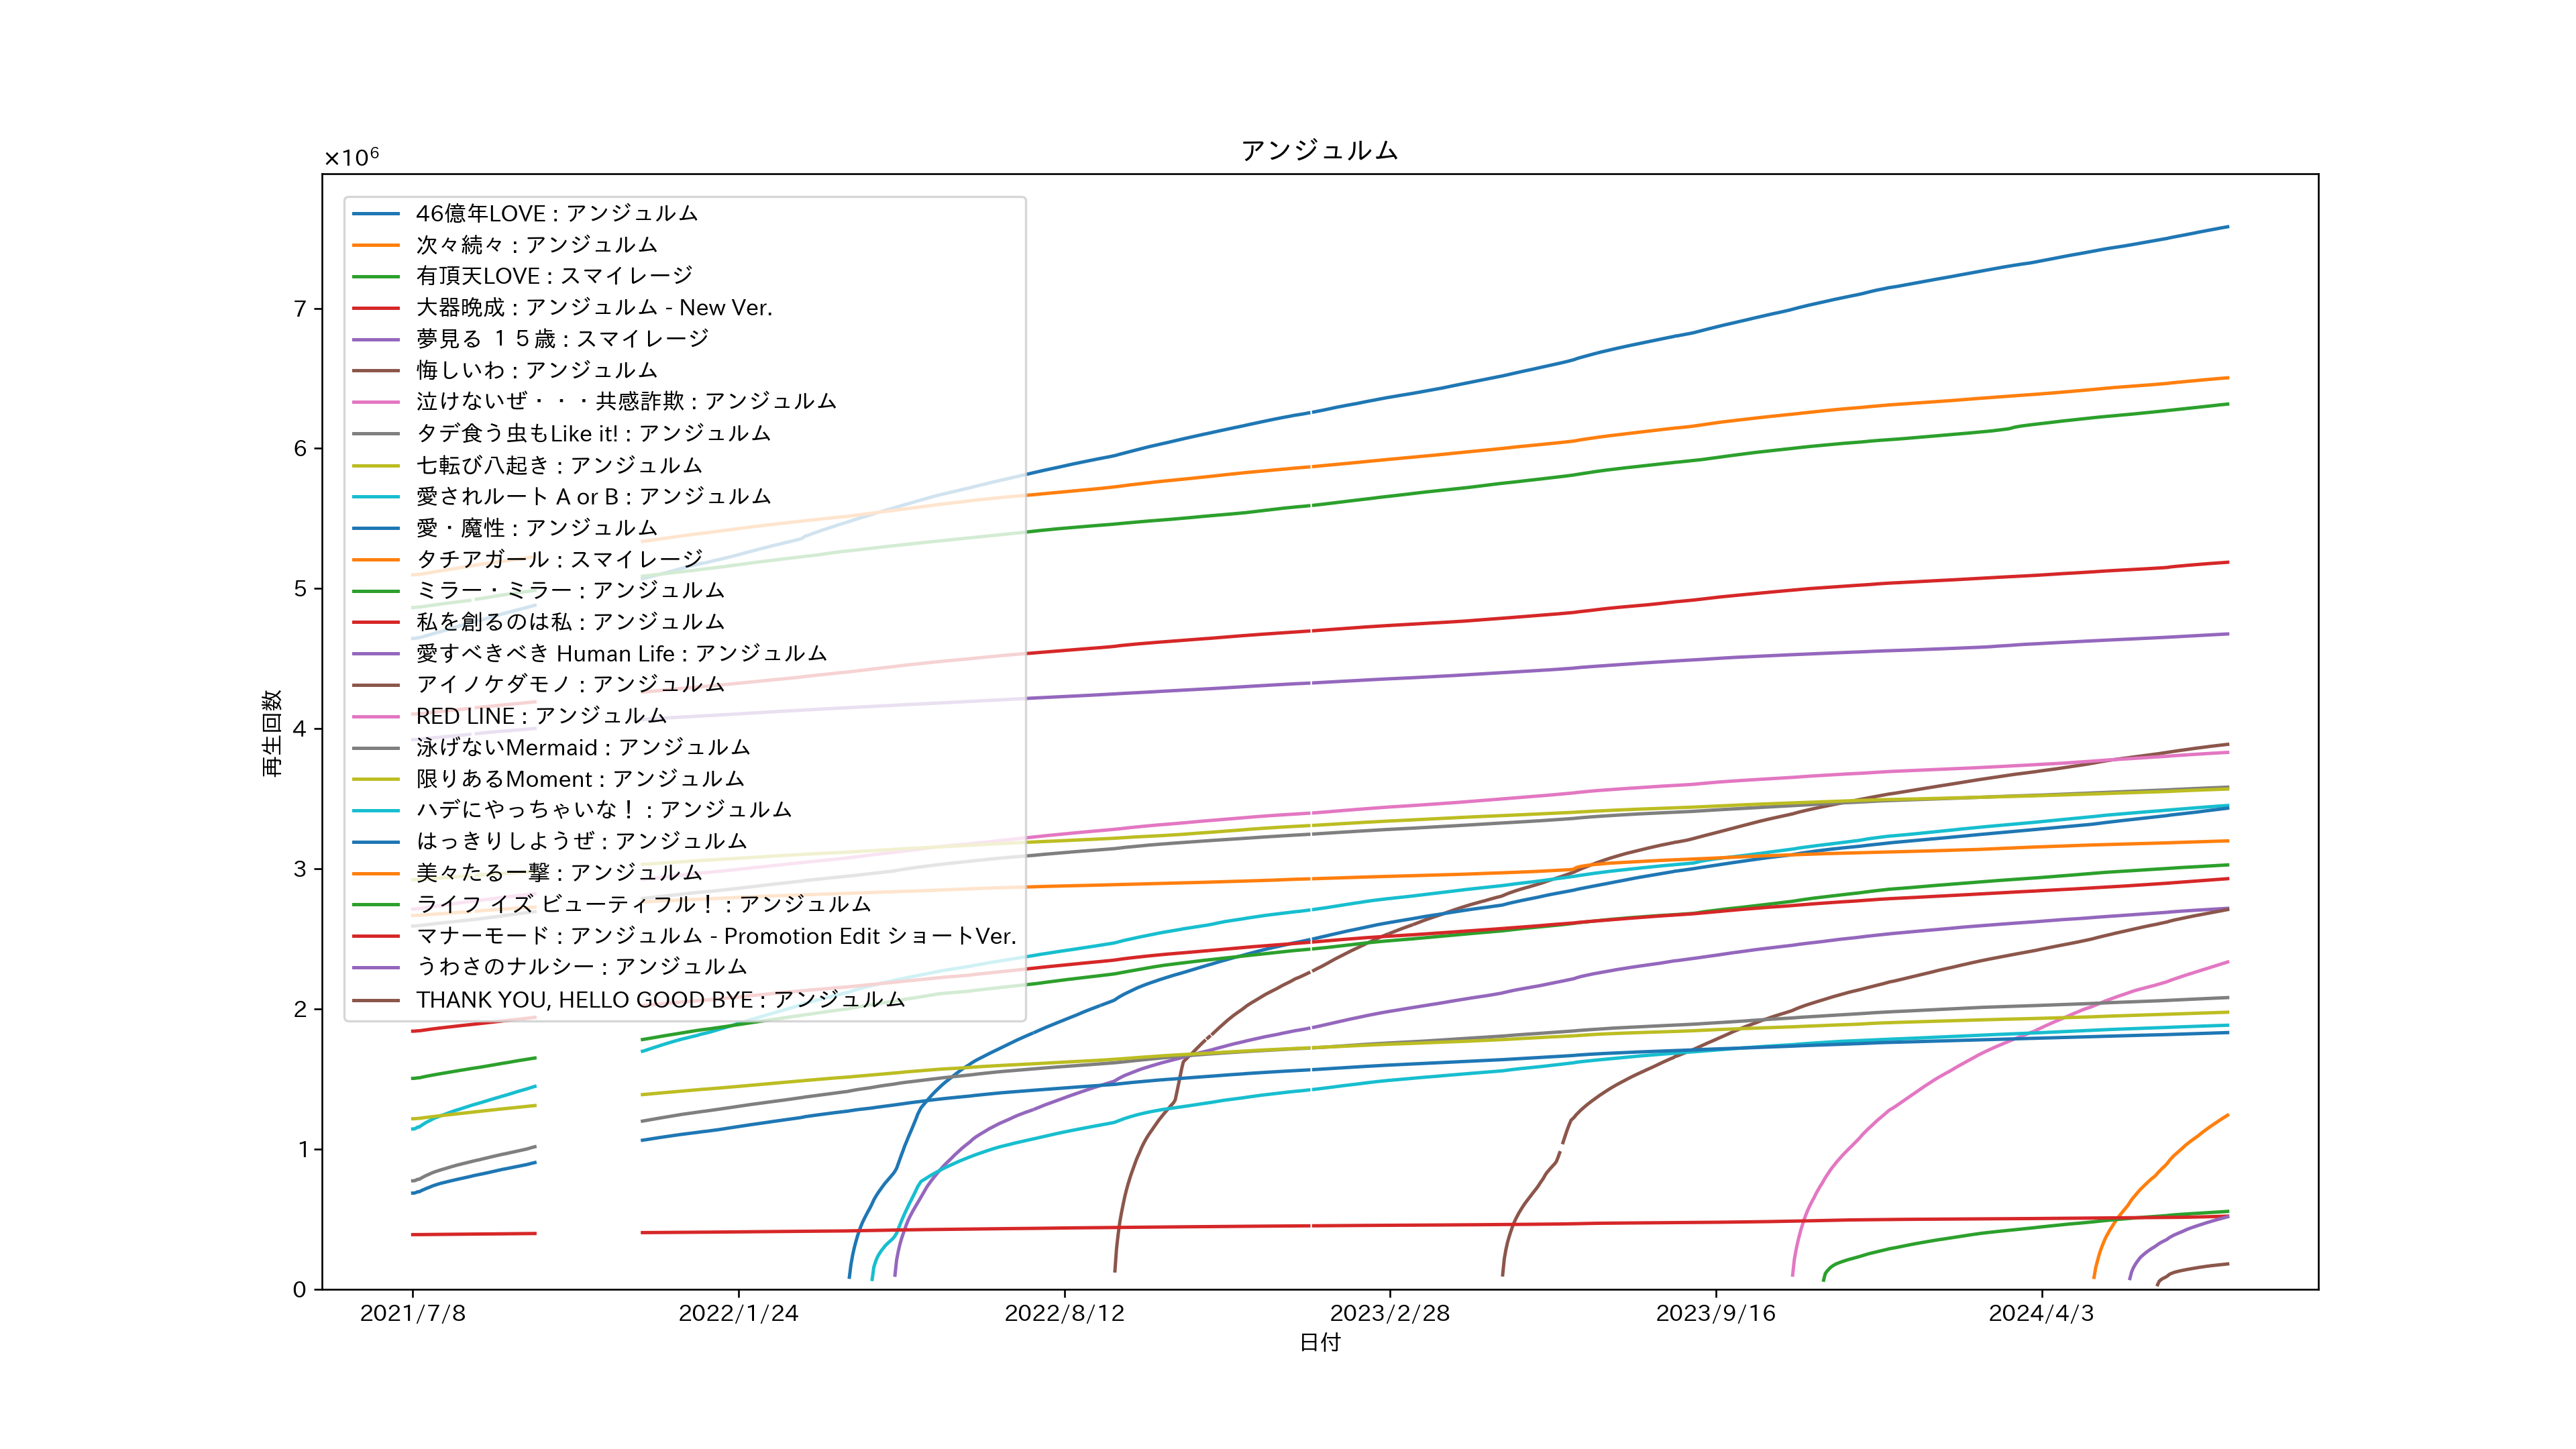 アンジュルム
×10⁶
46億年LOVE : アンジュルム
次々続々 : アンジュルム
有頂天LOVE : スマイレージ
大器晩成 : アンジュルム - New Ver.
夢見る １５歳 : スマイレージ
悔しいわ : アンジュルム
泣けないぜ・・・共感詐欺 : アンジュルム
タデ食う虫もLike it! : アンジュルム
七転び八起き : アンジュルム
愛されルート A or B : アンジュルム
愛・魔性 : アンジュルム
タチアガール : スマイレージ
ミラー・ミラー : アンジュルム
私を創るのは私 : アンジュルム
愛すべきべき Human Life : アンジュルム
アイノケダモノ : アンジュルム
RED LINE : アンジュルム
泳げないMermaid : アンジュルム
限りあるMoment : アンジュルム
ハデにやっちゃいな！ : アンジュルム
はっきりしようぜ : アンジュルム
美々たる一撃 : アンジュルム
ライフ イズ ビューティフル！ : アンジュルム
マナーモード : アンジュルム - Promotion Edit ショートVer.
うわさのナルシー : アンジュルム
THANK YOU, HELLO GOOD BYE : アンジュルム
7
6
5
4
3
2
1
0
再生回数
2021/7/8
2022/1/24
2022/8/12
2023/2/28
2023/9/16
2024/4/3
日付